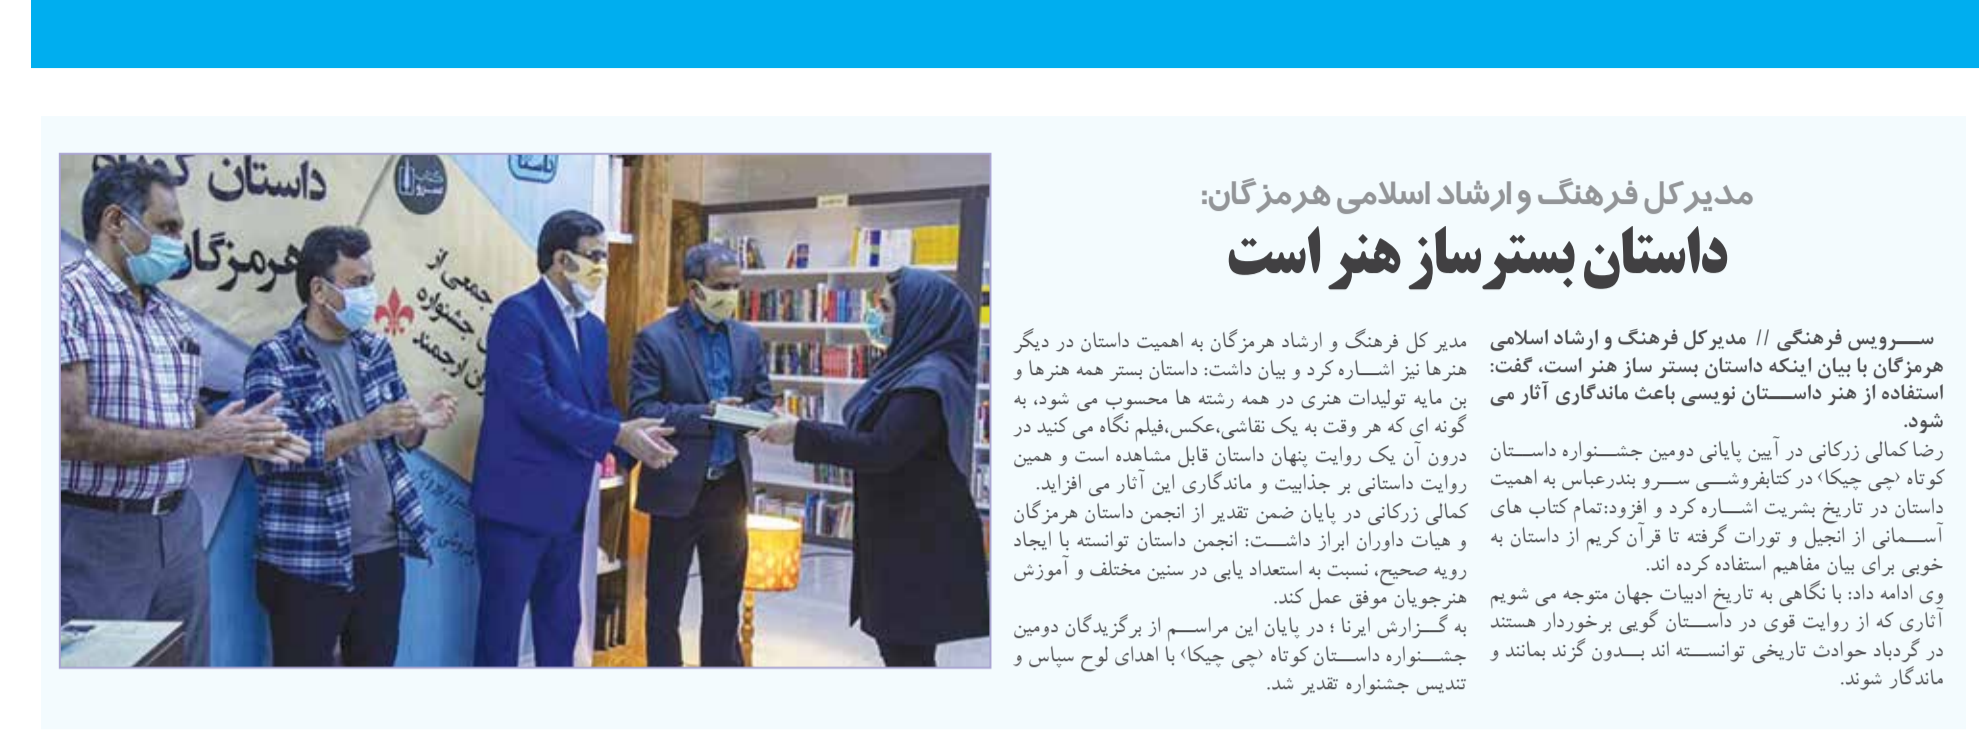 مدیرکل فرهنگ و ارشاد اسلامی هرمزگان:
داستان بستر ساز هنر است
ســرویس فرهنگی // مدیرکل فرهنگ و ارشاد اسلامی
هرمزگان با بیان اینکه داستان بستر ساز هنر است، گفت:
استفاده از هنر داســتان نویسی باعث ماندگاری آثار می
شود.
رضا کمالی زرکانی در آیین پایانی دومین جشــنواره داســتان
کوتاه ‹چی چیکا› در کتابفروشــی ســرو بندرعباس به اهمیت
داستان در تاریخ بشریت اشــاره کرد و افزود:تمام کتاب های
آســمانی از انجیل و تورات گرفته تا قرآن کریم از داستان به
خوبی برای بیان مفاهیم استفاده کرده اند.
وی ادامه داد: با نگاهی به تاریخ ادبیات جهان متوجه می شویم
آثاری که از روایت قوی در داســتان گویی برخوردار هستند
در گردباد حوادث تاریخی توانســته اند بــدون گزند بمانند و
ماندگار شوند.
مدیر کل فرهنگ و ارشاد هرمزگان به اهمیت داستان در دیگر
هنرها نیز اشــاره کرد و بیان داشت: داستان بستر همه هنرها و
بن مایه تولیدات هنری در همه رشته ها محسوب می شود، به
گونه ای که هر وقت به یک نقاشی،عکس،فیلم نگاه می کنید در
درون آن یک روایت پنهان داستان قابل مشاهده است و همین
روایت داستانی بر جذابیت و ماندگاری این آثار می افزاید.
کمالی زرکانی در پایان ضمن تقدیر از انجمن داستان هرمزگان
و هیات داوران ابراز داشــت: انجمن داستان توانسته با ایجاد
رویه صحیح، نسبت به استعداد یابی در سنین مختلف و آموزش
هنرجویان موفق عمل کند.
به گــزارش ایرنا ؛ در پایان این مراســم از برگزیدگان دومین
جشــنواره داســتان کوتاه ‹چی چیکا› با اهدای لوح سپاس و
تندیس جشنواره تقدیر شد.
داستان کوتاه
هرمزگان
کتاب
سرو
جمعی از
جشنواره
ارجمند